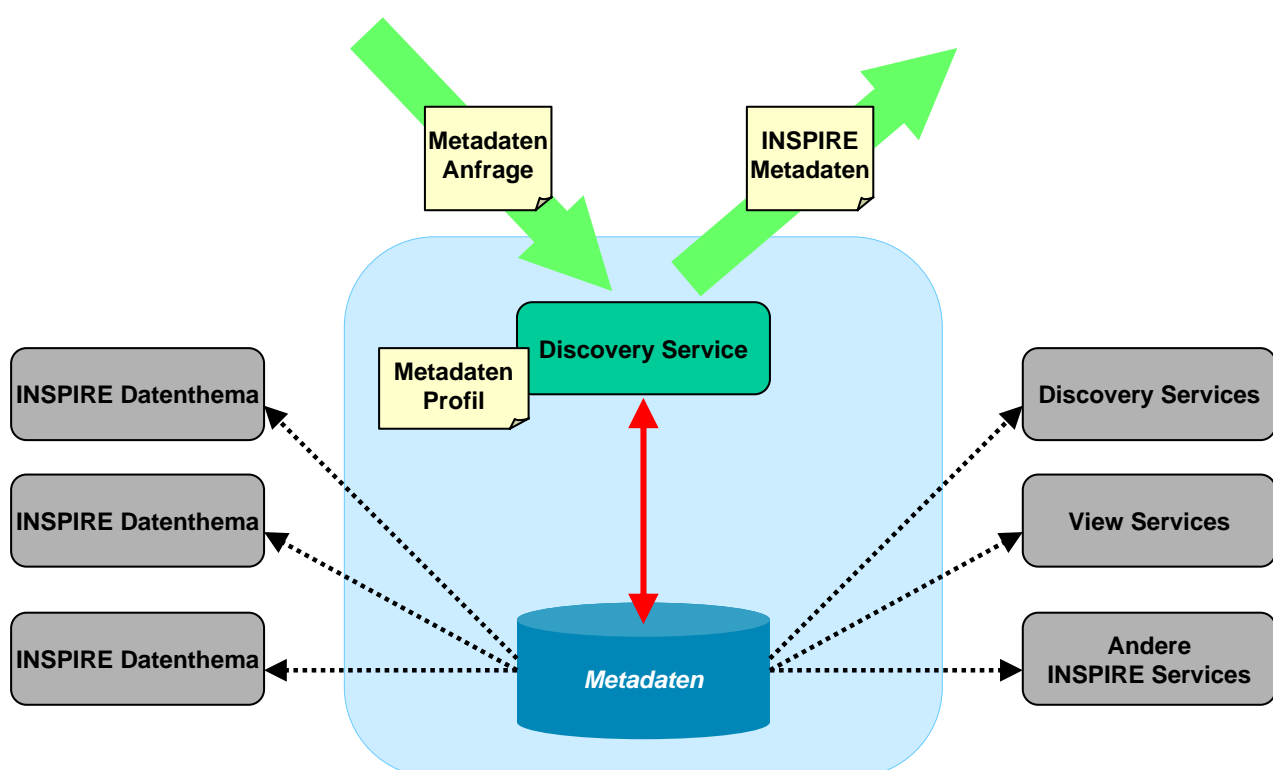 Metadaten
Anfrage
INSPIRE
Metadaten
Discovery Service
Metadaten
Profil
INSPIRE Datenthema
INSPIRE Datenthema
INSPIRE Datenthema
Discovery Services
View Services
Andere
INSPIRE Services
Metadaten